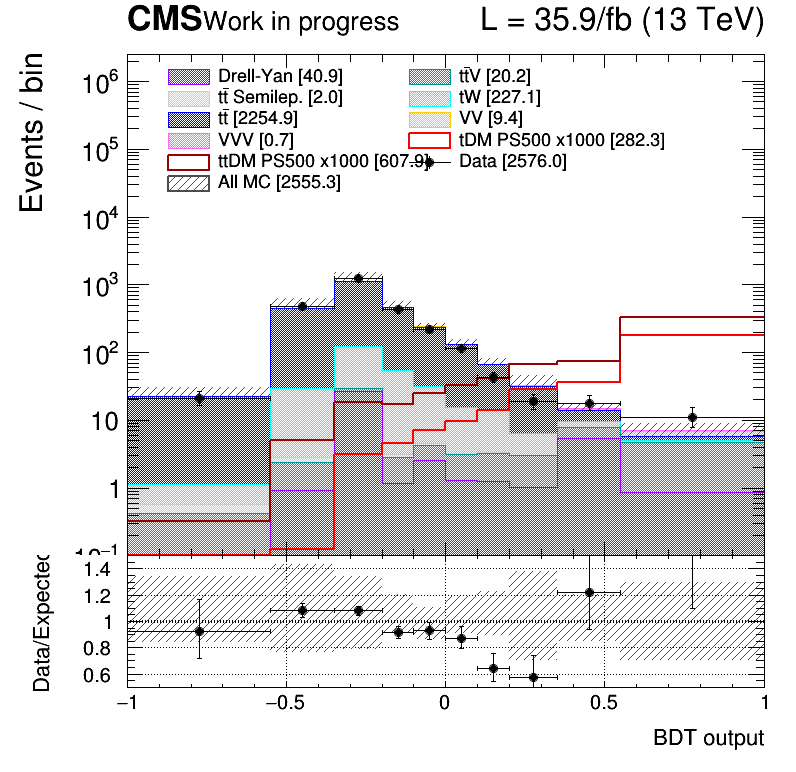 CMS Work in progress L = 35.9/fb (13 TeV)
Events / bin
Drell-Yan [40.9] tt̄V [20.2]
tt̄ Semilep. [2.0] tW [227.1]
tt̄ [2254.9] VV [9.4]
VVV [0.7] tDM PS500 x1000 [282.3]
ttDM PS500 x1000 [607.9] Data [2576.0]
All MC [2555.3]
10⁶
10⁵
10⁴
10³
10²
10
1
10⁻¹
Data/Expected
1.4
1.2
1
0.8
0.6
−1 −0.5 0 0.5 1
BDT output